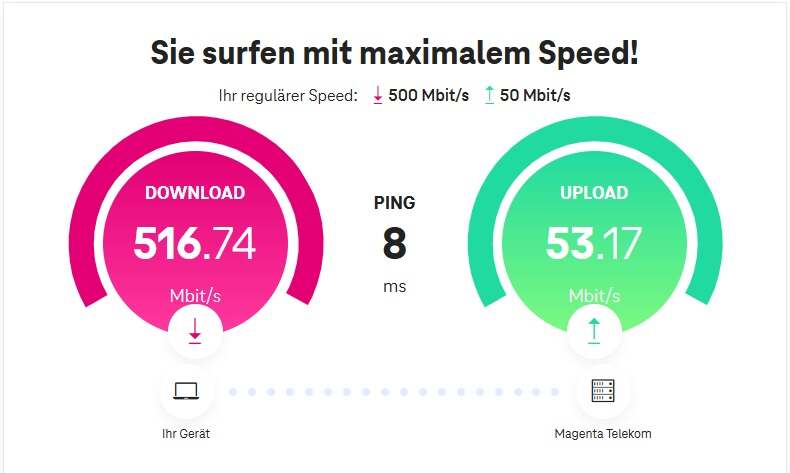 Sie surfen mit maximalem Speed!
Ihr regulärer Speed: 500 Mbit/s 50 Mbit/s
DOWNLOAD
516.74
Mbit/s
PING
8
ms
UPLOAD
53.17
Mbit/s
Ihr Gerät
Magenta Telekom